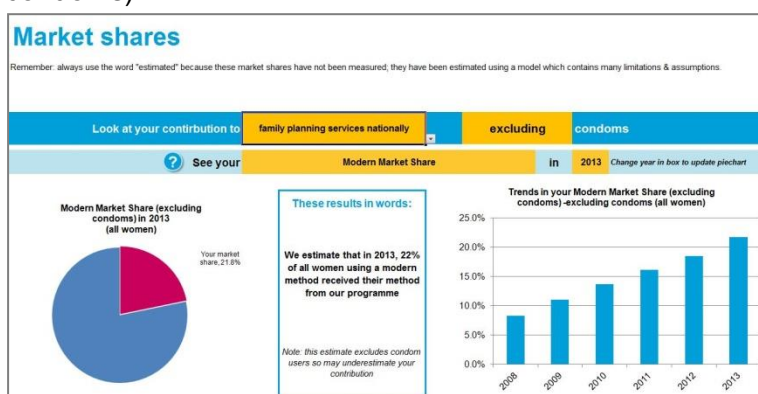 Market shares
Remember: always use the word "estimated" because these market shares have not been measured; they have been estimated using a model which contains many limitations & assumptions.
Look at your contirbution to family planning services nationally excluding condoms
? See your Modern Market Share in 2013 Change year in box to update piechart
Modern Market Share (excluding
condoms) in 2013
(all women)
Your market
share, 21.8%
These results in words:
We estimate that in 2013, 22%
of all women using a modern
method received their method
from our programme
Note: this estimate excludes condom
users so may underestimate your
contribution
Trends in your Modern Market Share (excluding
condoms) -excluding condoms (all women)
25.0%
20.0%
15.0%
10.0%
5.0%
0.0%
2008
2009
2010
2011
2012
2013